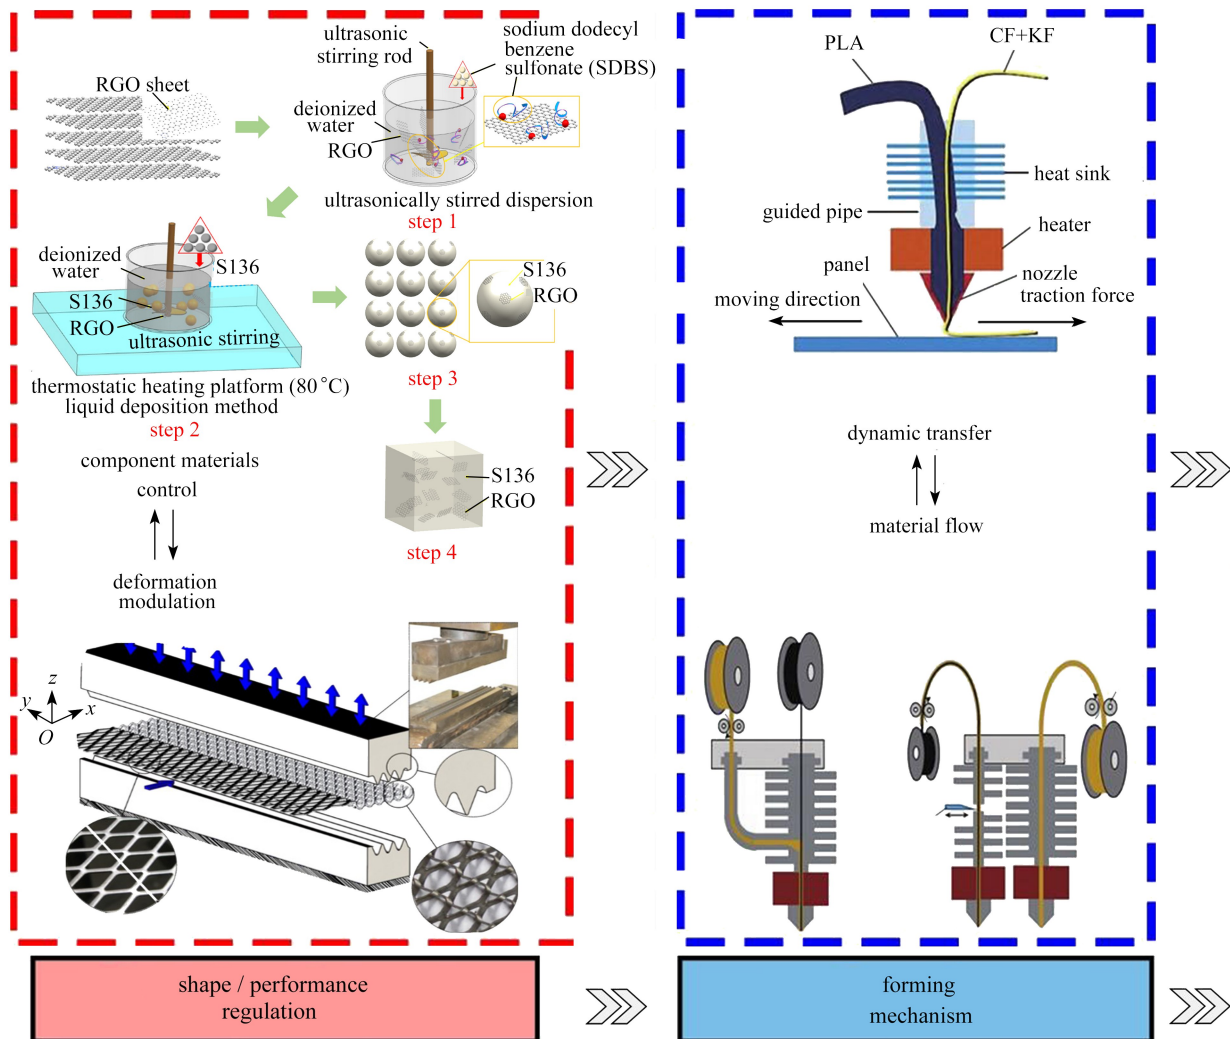 RGO sheet
ultrasonic
stirring rod
sodium dodecyl
benzene
sulfonate (SDBS)
deionized
water
RGO
ultrasonically stirred dispersion
step 1
deionized
water
S136
S136
RGO
ultrasonic stirring
thermostatic heating platform (80 °C)
liquid deposition method
step 2
S136
RGO
step 3
S136
RGO
step 4
component materials
control
deformation
modulation
z
y
x
O
shape / performance
regulation
PLA
CF+KF
heat sink
guided pipe
heater
panel
nozzle
moving direction
traction force
dynamic transfer
material flow
forming
mechanism